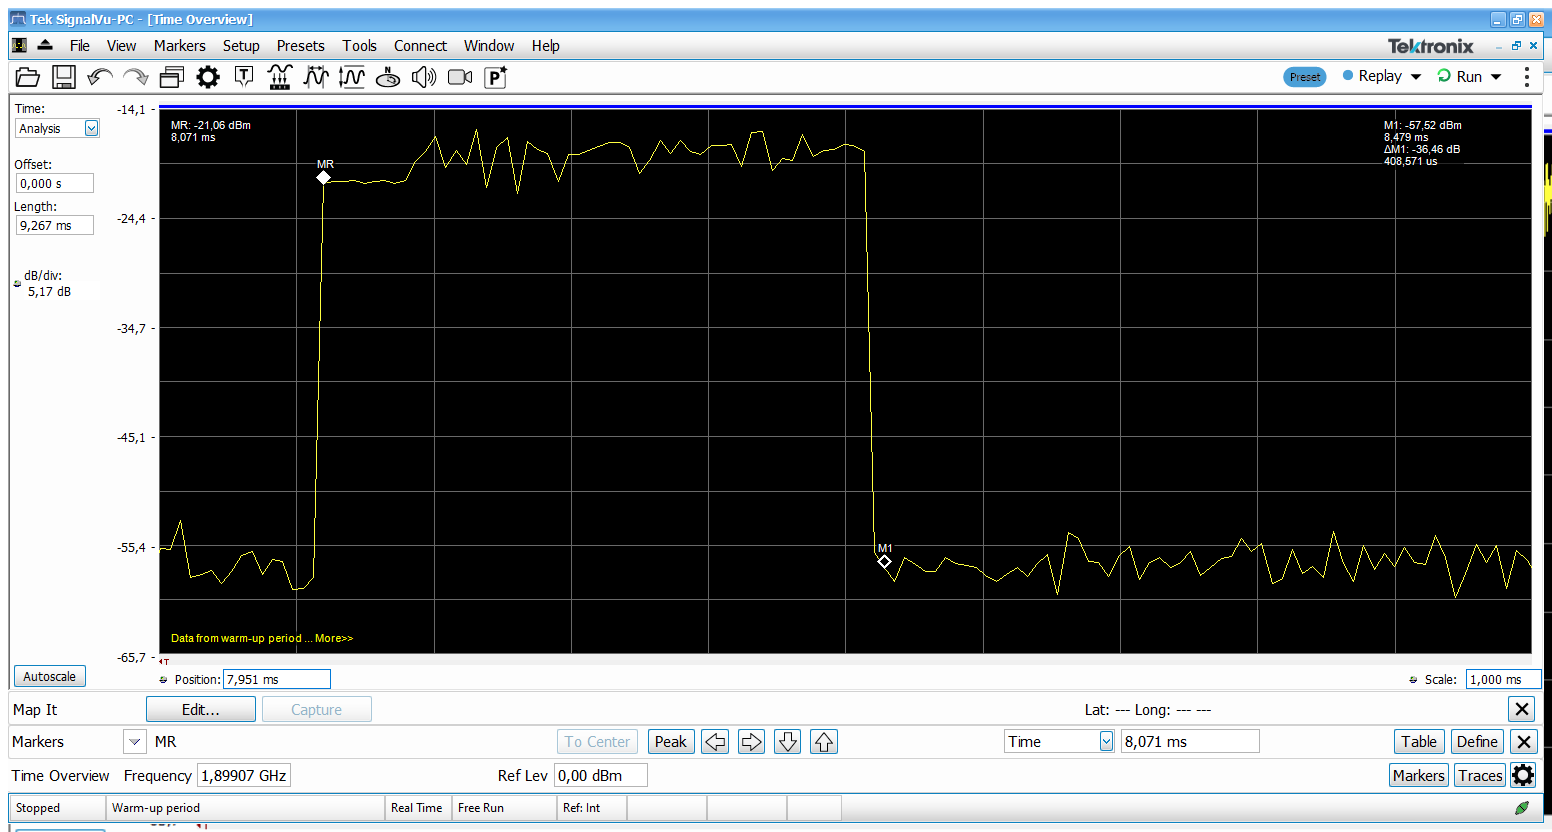 Tek SignalVu-PC - [Time Overview]
File View Markers Setup Presets Tools Connect Window Help
Tektronix
T N P
Preset Replay Run
Time:
Analysis
Offset:
0,000 s
Length:
9,267 ms
dB/div:
5,17 dB
Autoscale
-14,1
-24,4
-34,7
-45,1
-55,4
-65,7
MR: -21,06 dBm
8,071 ms
MR
M1: -57,52 dBm
8,479 ms
ΔM1: -36,46 dB
408,571 us
M1
Data from warm-up period ... More>>
T
Position: 7,951 ms
Scale: 1,000 ms
Map It Edit... Capture Lat: --- Long: --- ---
Markers MR To Center Peak Time 8,071 ms Table Define
Time Overview Frequency 1,89907 GHz Ref Lev 0,00 dBm Markers Traces
Stopped Warm-up period Real Time Free Run Ref: Int